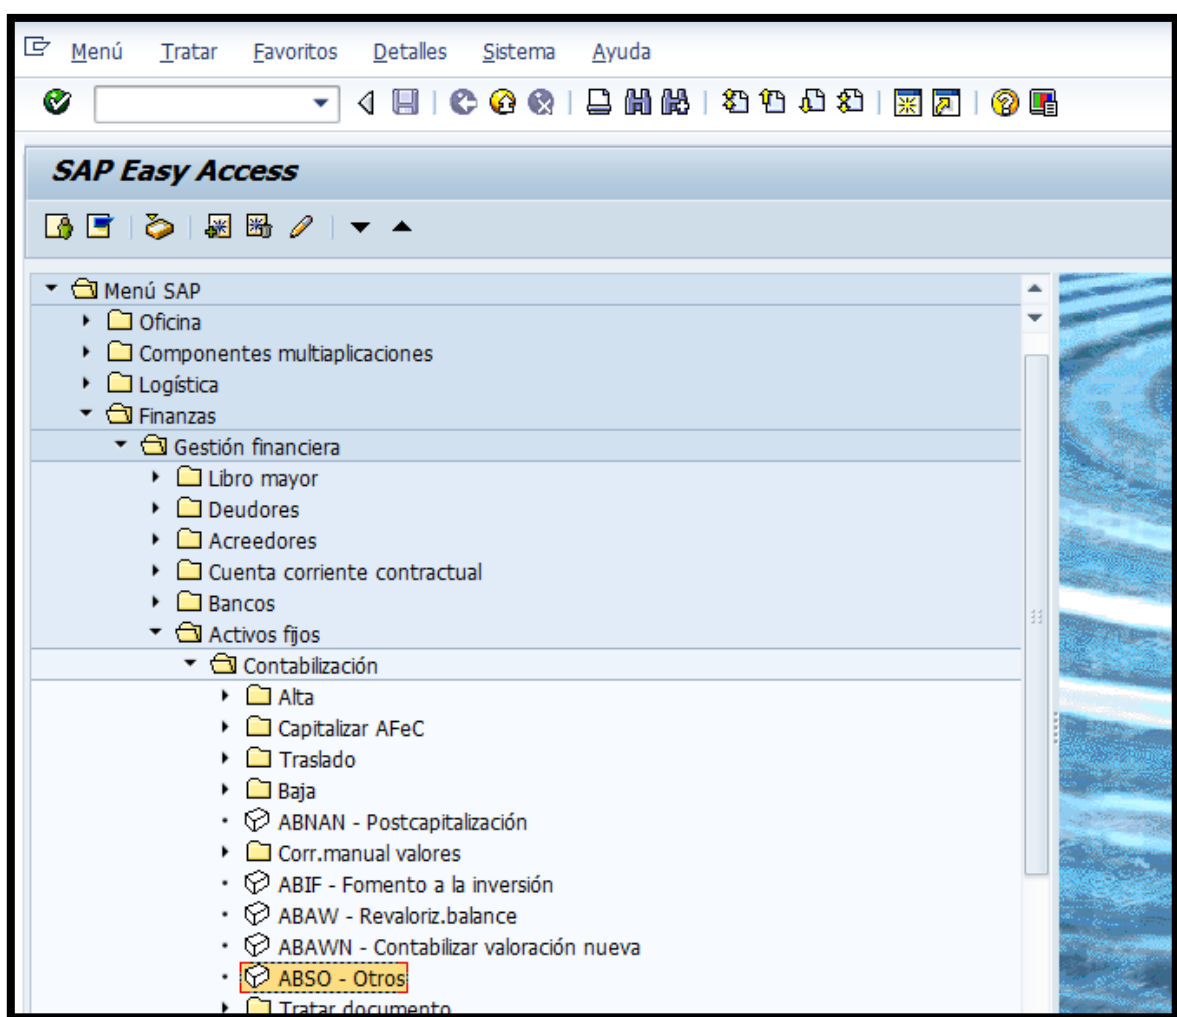 Menú Tratar Favoritos Detalles Sistema Ayuda
SAP Easy Access
Menú SAP
Oficina
Componentes multiaplicaciones
Logística
Finanzas
Gestión financiera
Libro mayor
Deudores
Acreedores
Cuenta corriente contractual
Bancos
Activos fijos
Contabilización
Alta
Capitalizar AFeC
Traslado
Baja
ABNAN - Postcapitalización
Corr.manual valores
ABIF - Fomento a la inversión
ABAW - Revaloriz.balance
ABAWN - Contabilizar valoración nueva
ABSO - Otros
Tratar documento